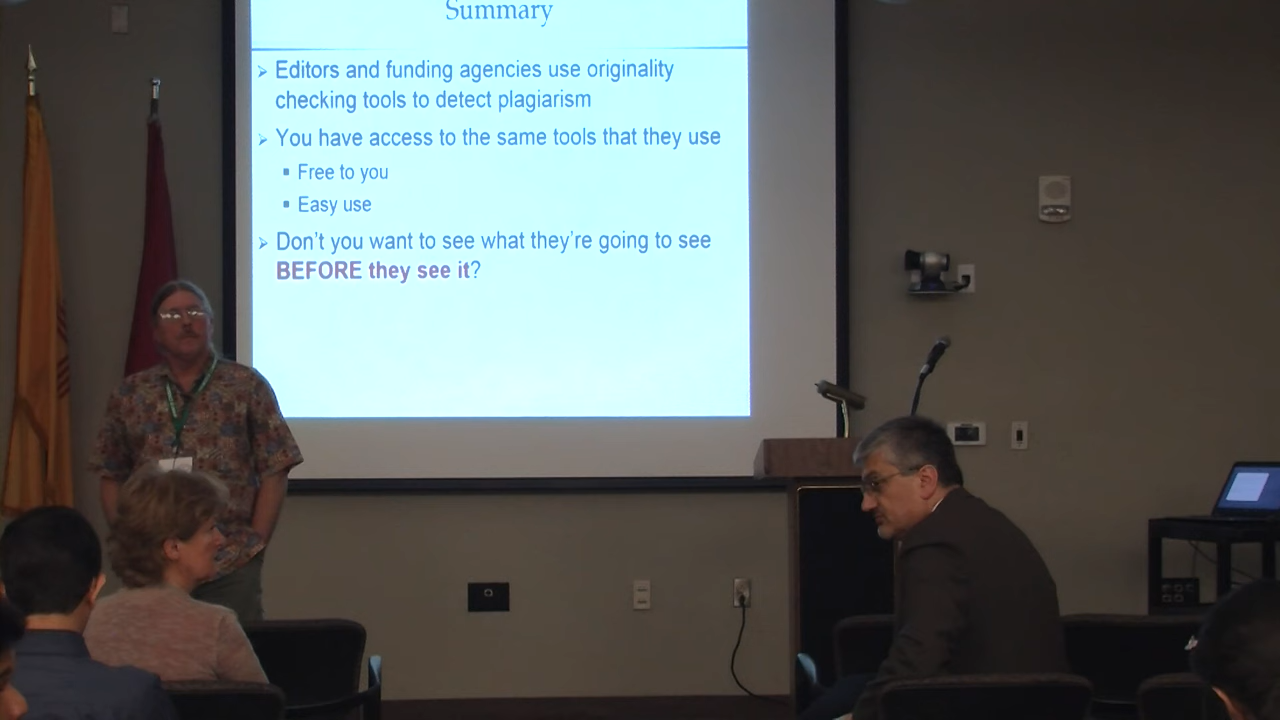 Summary
Editors and funding agencies use originality
checking tools to detect plagiarism
You have access to the same tools that they use
Free to you
Easy use
Don't you want to see what they're going to see
BEFORE they see it?